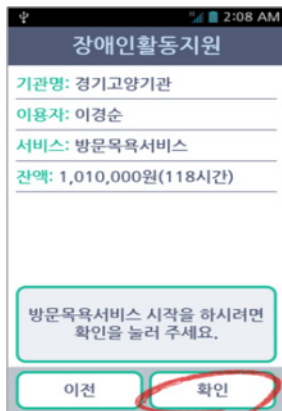 2:08 AM
장애인활동지원
기관명: 경기고양기관
이용자: 이경순
서비스: 방문목욕서비스
잔액: 1,010,000원(118시간)
방문목욕서비스 시작을 하시려면
확인을 눌러 주세요.
이전
확인